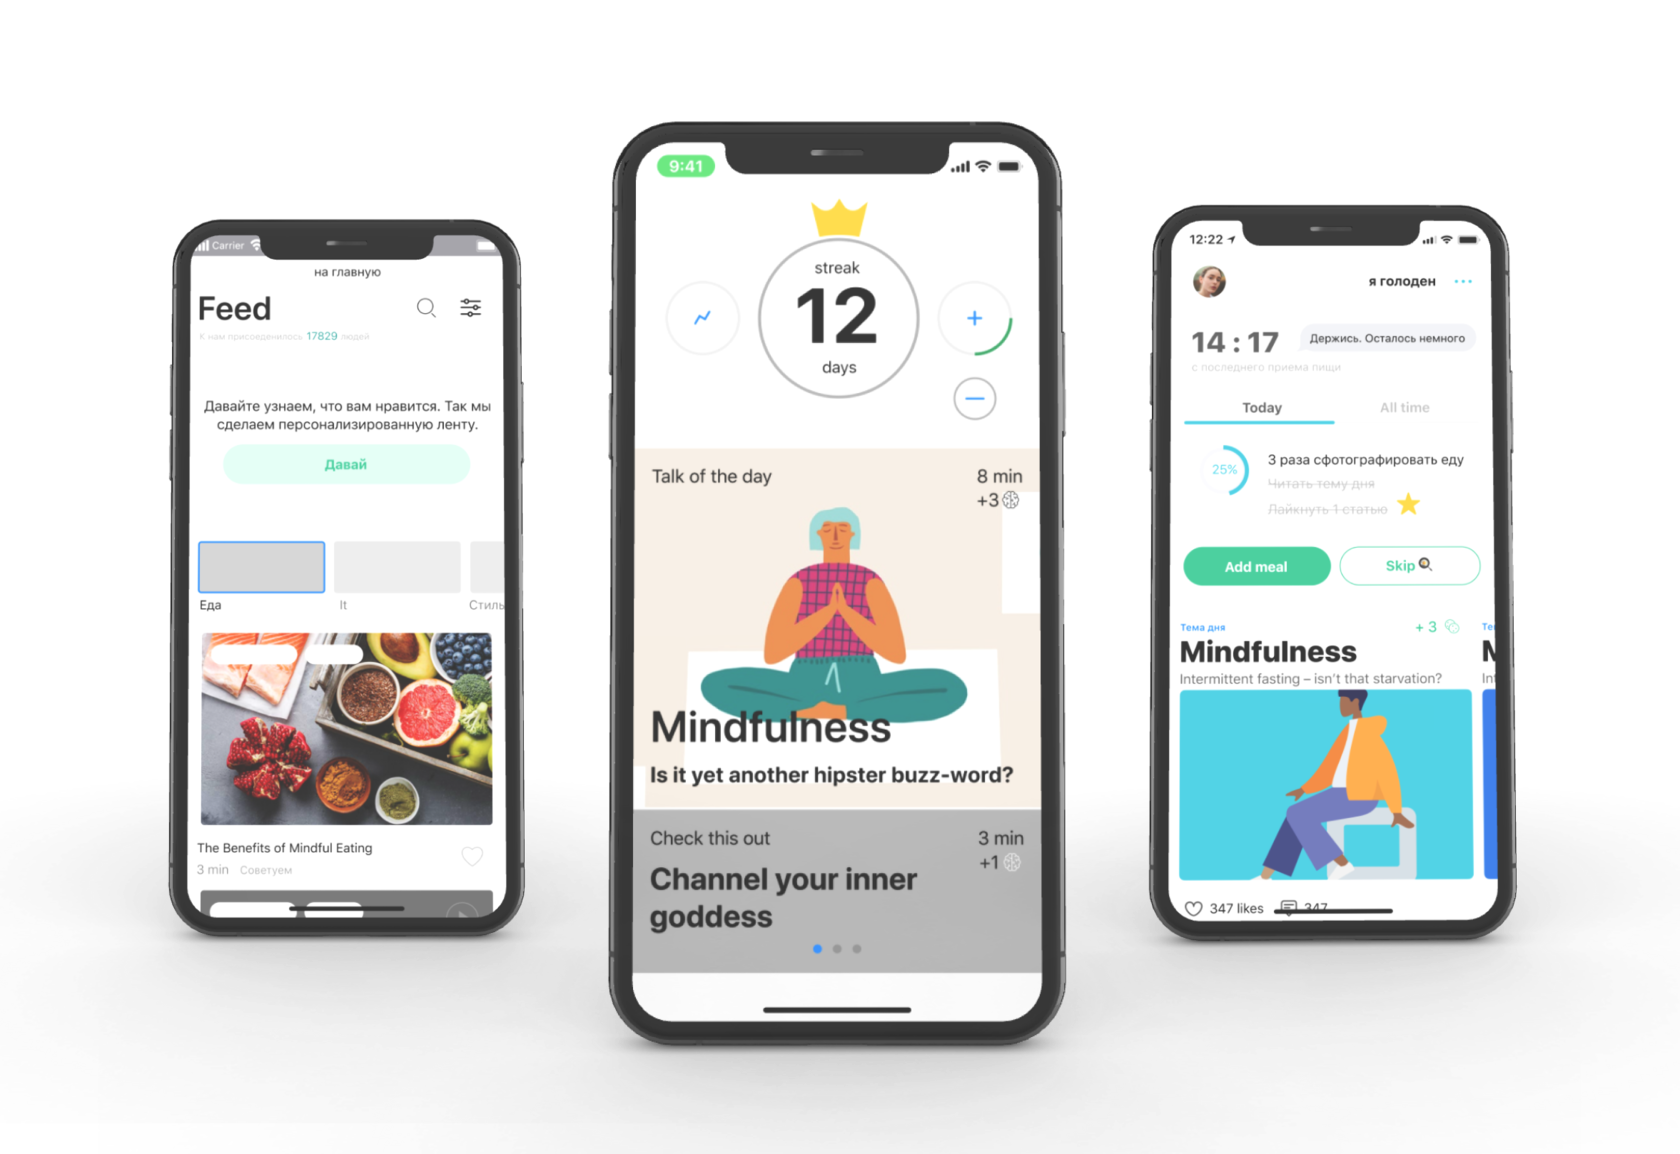 Carrier
на главную
Feed
К нам присоеденилось 17829 людей
Давайте узнаем, что вам нравится. Так мы
сделаем персонализированную ленту.
Давай
Еда
It
Стиль
The Benefits of Mindful Eating
3 min Советуем
9:41
streak
12
days
Talk of the day
8 min
+3
Mindfulness
Is it yet another hipster buzz-word?
Check this out
3 min
+1
Channel your inner
goddess
12:22
я голоден
14 : 17
Держись. Осталось немного
с последнего приема пищи
Today
All time
25%
3 раза сфотографировать еду
Читать тему дня
Лайкнуть 1 статью
Add meal
Skip
Тема дня
+ 3
Mindfulness
Intermittent fasting – isn't that starvation?
347 likes
347